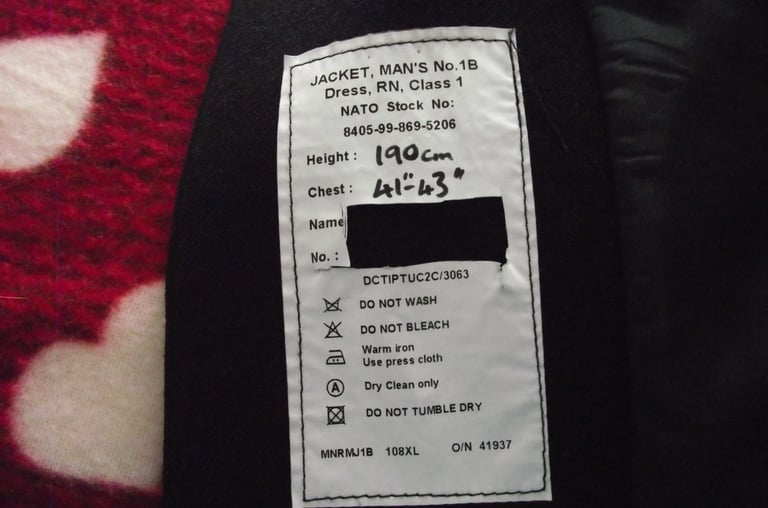 JACKET, MAN'S No.1B
Dress, RN, Class 1
NATO Stock No:
8405-99-869-5206
Height : 190cm
Chest : 41"-43"
Name
No. :
DCTIPTUC2C/3063
DO NOT WASH
DO NOT BLEACH
Warm iron
Use press cloth
A Dry Clean only
DO NOT TUMBLE DRY
MNRMJ1B 108XL O/N 41937